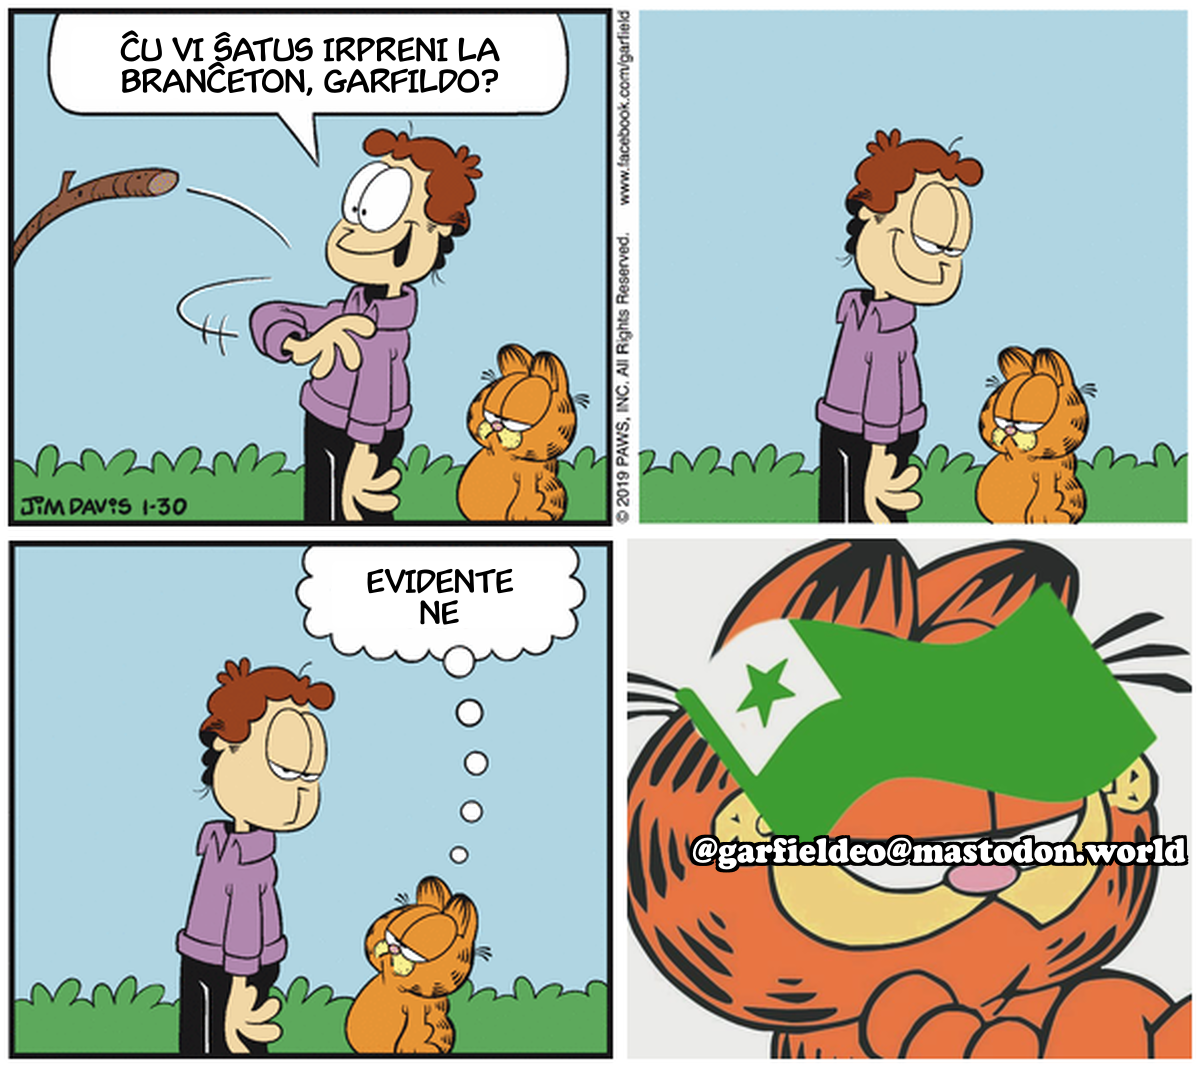 ĈU VI ŜATUS IRPRENI LA
BRANĈETON, GARFILDO?
JIM DAVIS 1-30
© 2019 PAWS, INC. All Rights Reserved. www.facebook.com/garfield
EVIDENTE
NE
@garfieldeo@mastodon.world